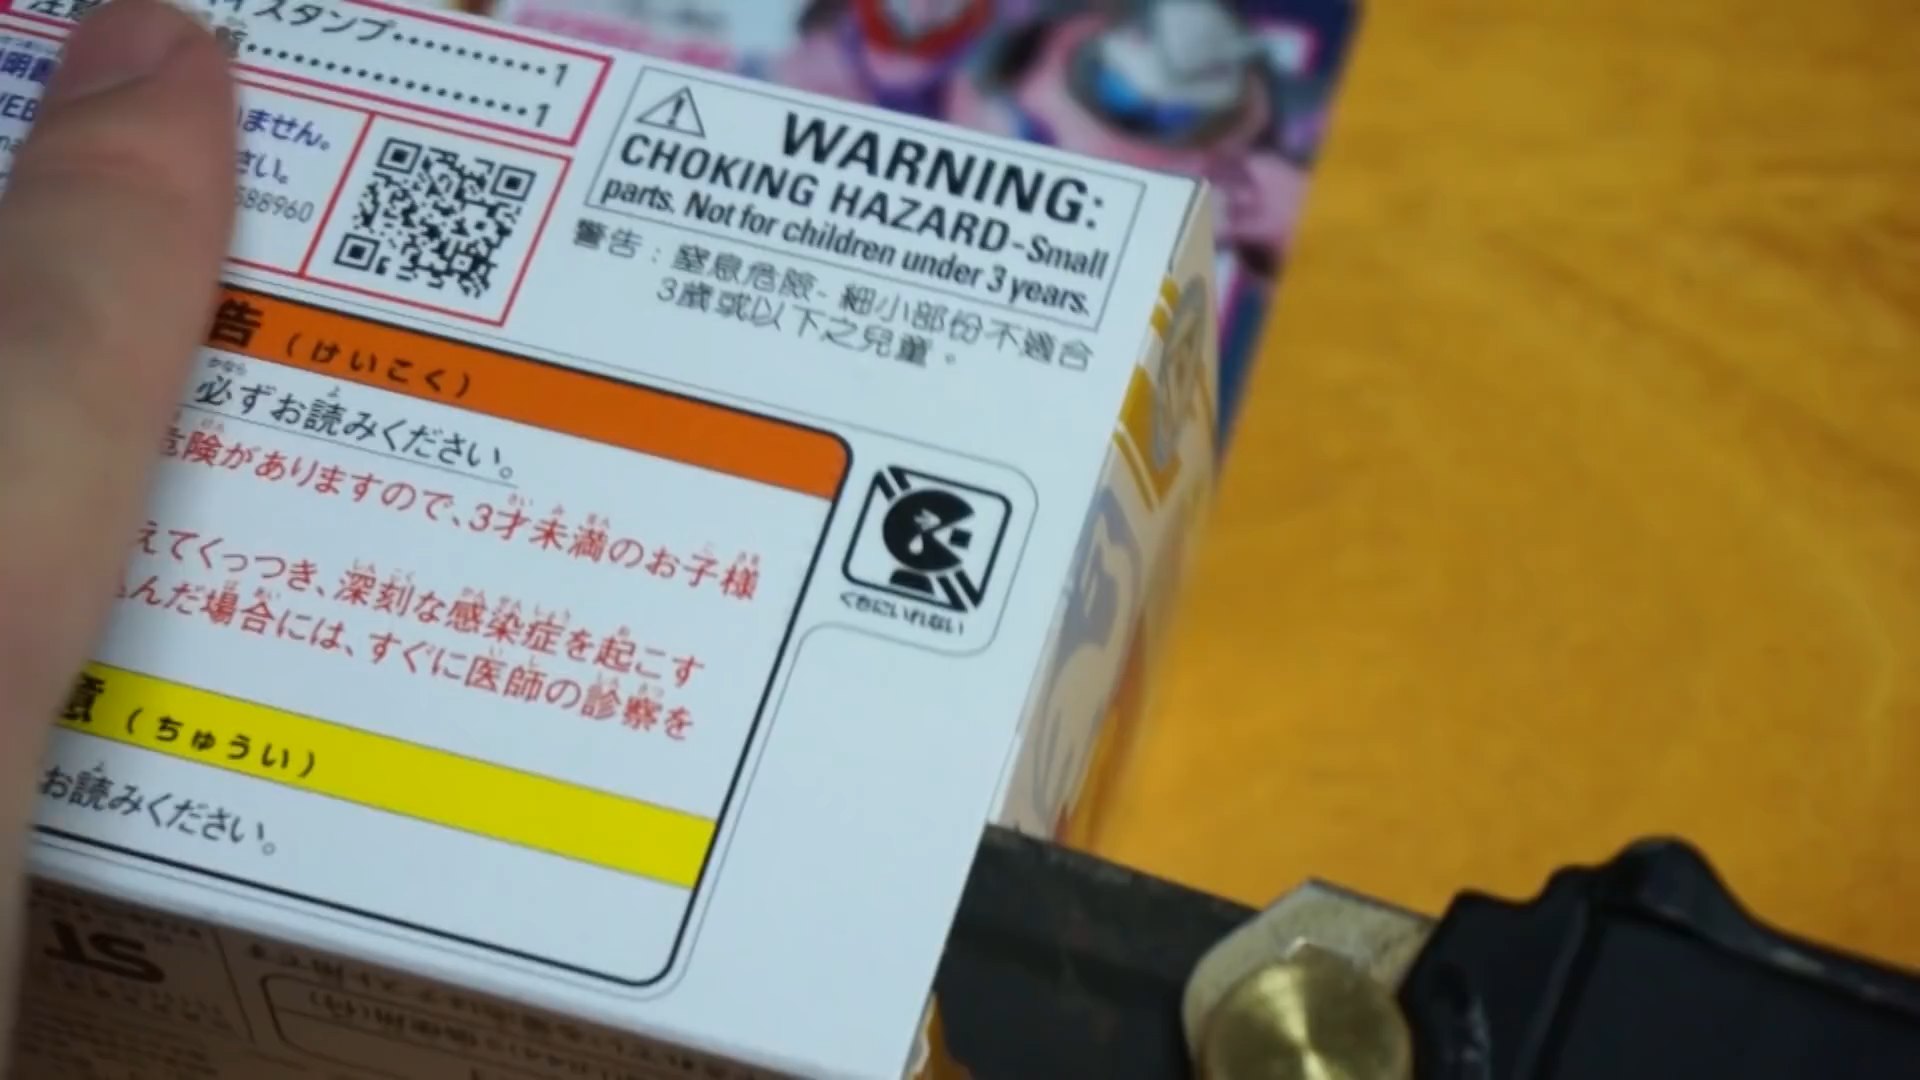 スタンプ··········1
··················1
ません。
さい。
588960
WARNING:
CHOKING HAZARD-Small
parts. Not for children under 3 years.
警告：窒息危險-細小部份不適合
3歲或以下之兒童。
告（けいこく）
必ずお読みください。
険がありますので、3才未満のお子様
えてくっつき、深刻な感染症を起こす
んだ場合には、すぐに医師の診察を
くちにいれない
意（ちゅうい）
お読みください。
ST